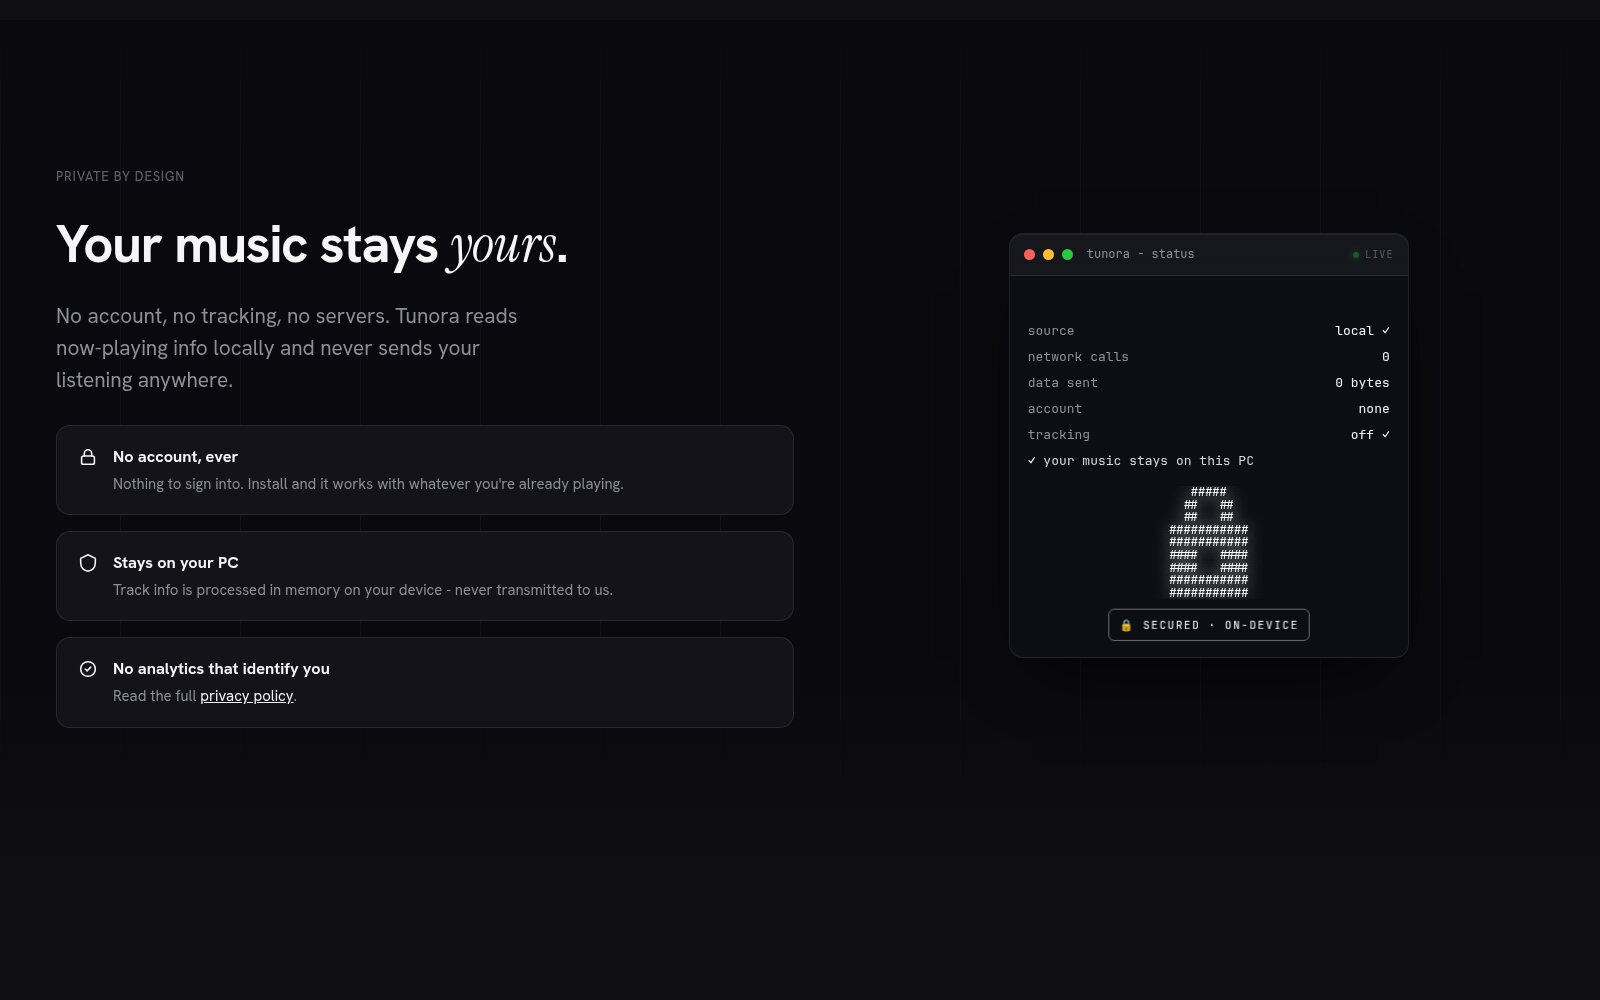 PRIVATE BY DESIGN
Your music stays yours.
No account, no tracking, no servers. Tunora reads
now-playing info locally and never sends your
listening anywhere.
No account, ever
Nothing to sign into. Install and it works with whatever you're already playing.
Stays on your PC
Track info is processed in memory on your device - never transmitted to us.
No analytics that identify you
Read the full privacy policy.
tunora - status
LIVE
source local ✓
network calls 0
data sent 0 bytes
account none
tracking off ✓
✓ your music stays on this PC
#####
##   ##
##   ##
###########
###########
####   ####
####   ####
###########
###########
🔒 SECURED · ON-DEVICE